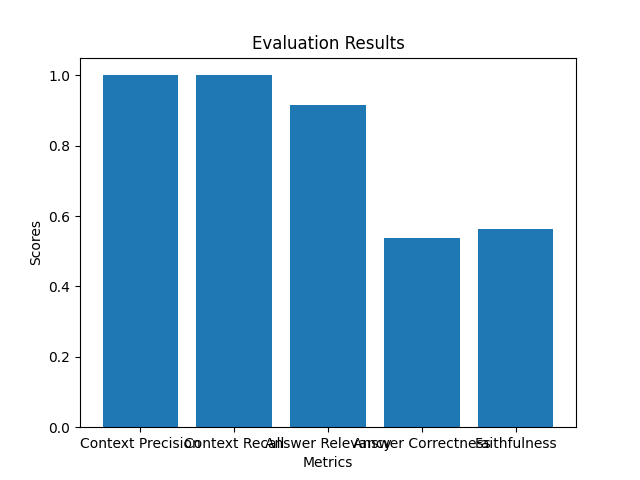 Evaluation Results
1.0
0.8
0.6
0.4
0.2
0.0
Scores
Context Precision
Context Recall
Answer Relevancy
Answer Correctness
Faithfulness
Metrics